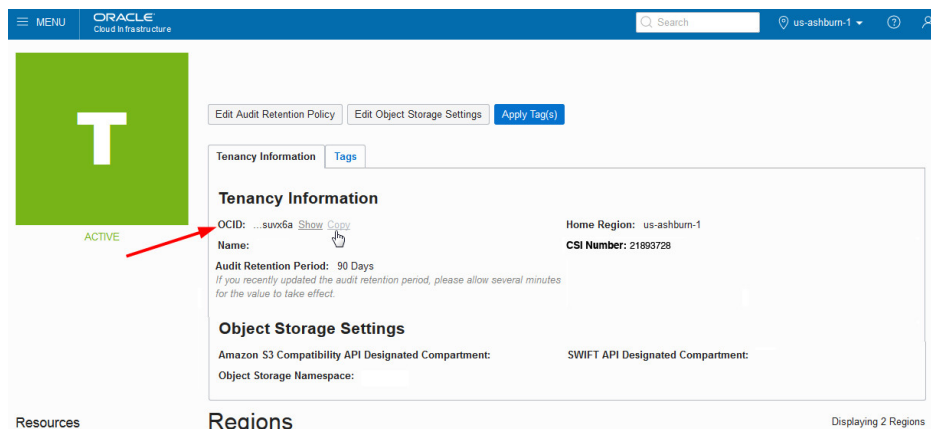 MENU
ORACLE
Cloud Infrastructure
Search
us-ashburn-1
?
T
ACTIVE
Edit Audit Retention Policy
Edit Object Storage Settings
Apply Tag(s)
Tenancy Information
Tags
Tenancy Information
OCID: ...suvx6a Show Copy
Home Region: us-ashburn-1
Name:
CSI Number: 21893728
Audit Retention Period: 90 Days
If you recently updated the audit retention period, please allow several minutes
for the value to take effect.
Object Storage Settings
Amazon S3 Compatibility API Designated Compartment:
SWIFT API Designated Compartment:
Object Storage Namespace:
Resources
Regions
Displaying 2 Regions